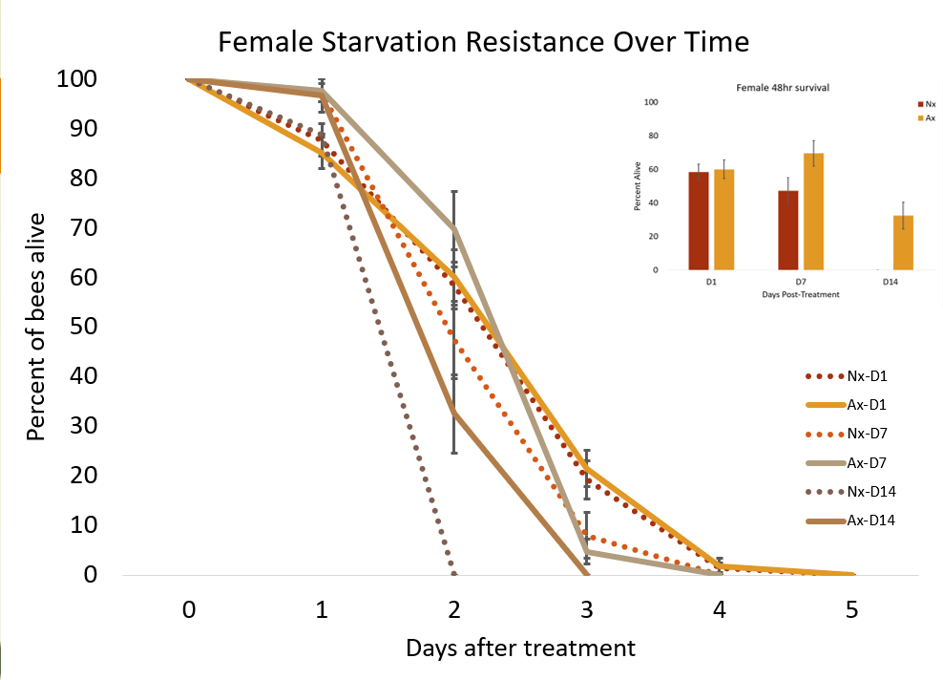 Female Starvation Resistance Over Time
Percent of bees alive
100
90
80
70
60
50
40
30
20
10
0
0 1 2 3 4 5
Days after treatment
Female 48hr survival
Percent Alive
100
80
60
40
20
0
D1 D7 D14
Days Post-Treatment
Nx
Ax
Nx-D1
Ax-D1
Nx-D7
Ax-D7
Nx-D14
Ax-D14